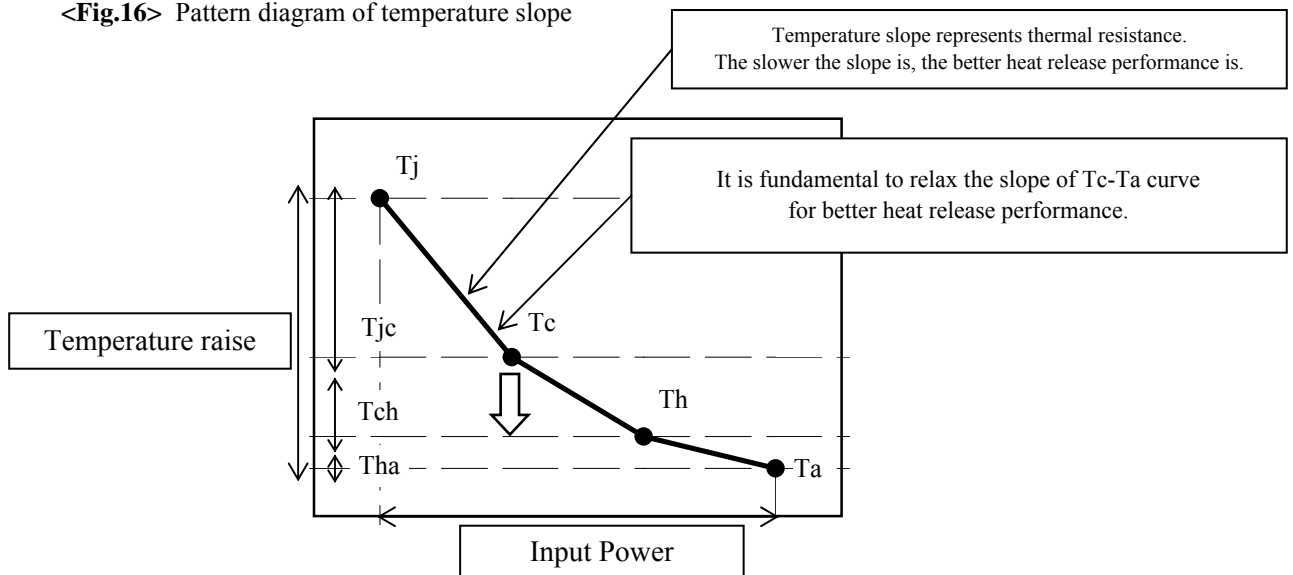 <Fig.16> Pattern diagram of temperature slope
Temperature slope represents thermal resistance.
The slower the slope is, the better heat release performance is.
It is fundamental to relax the slope of Tc-Ta curve
for better heat release performance.
Tj
Tjc
Tc
Temperature raise
Tch
Th
Tha
Ta
Input Power